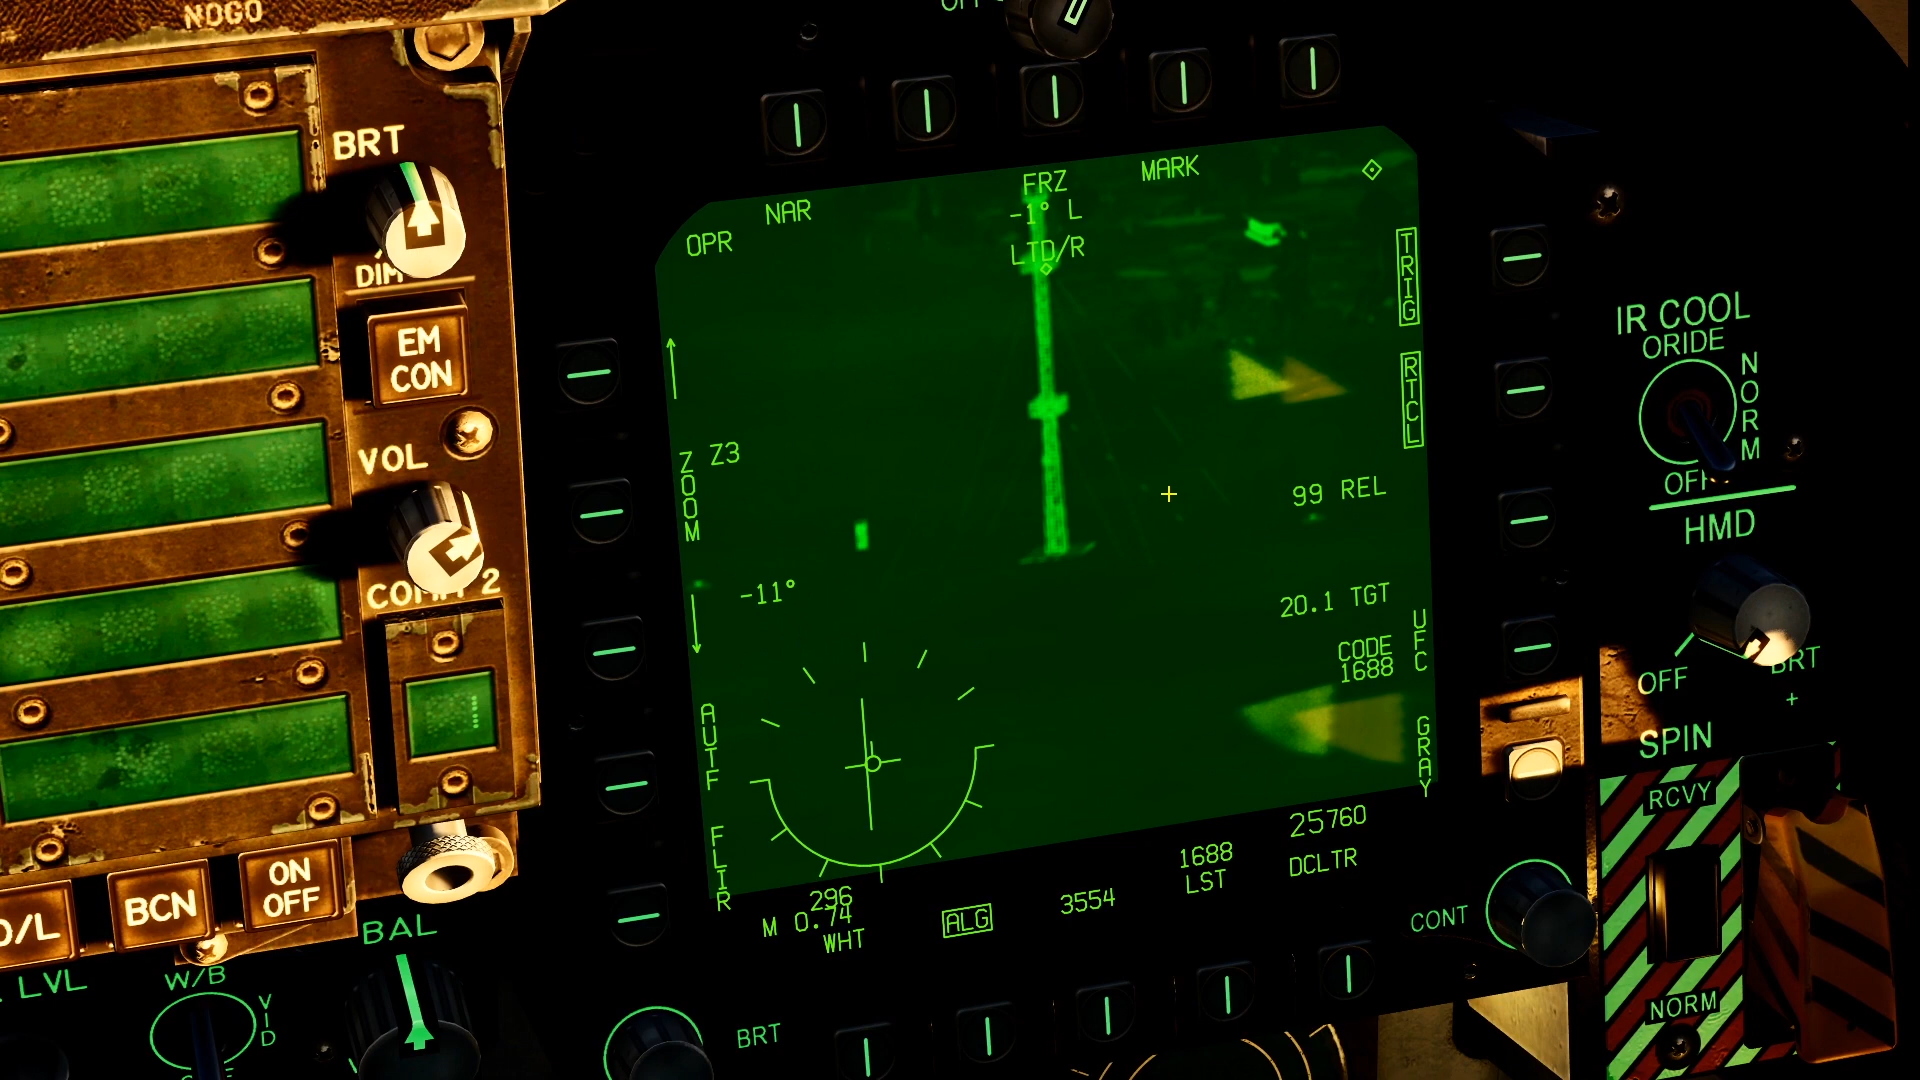 NOGO
BRT
DIM
EM
CON
VOL
COMM 2
D/L
BCN
ON
OFF
LVL
W/B
VID
BAL
BRT
NAR
OPR
FRZ
-1° L
LTD/R
MARK
TRIG
RTCL
ZOOM
Z3
99 REL
-11°
20.1 TGT
CODE
1688
UFC
AUTF
GRAY
FLIR
296
M 0.74
WHT
ALG
3554
1688
LST
25760
DCLTR
CONT
IR COOL
ORIDE
NORM
OFF
HMD
OFF
BRT
+
SPIN
RCVY
NORM